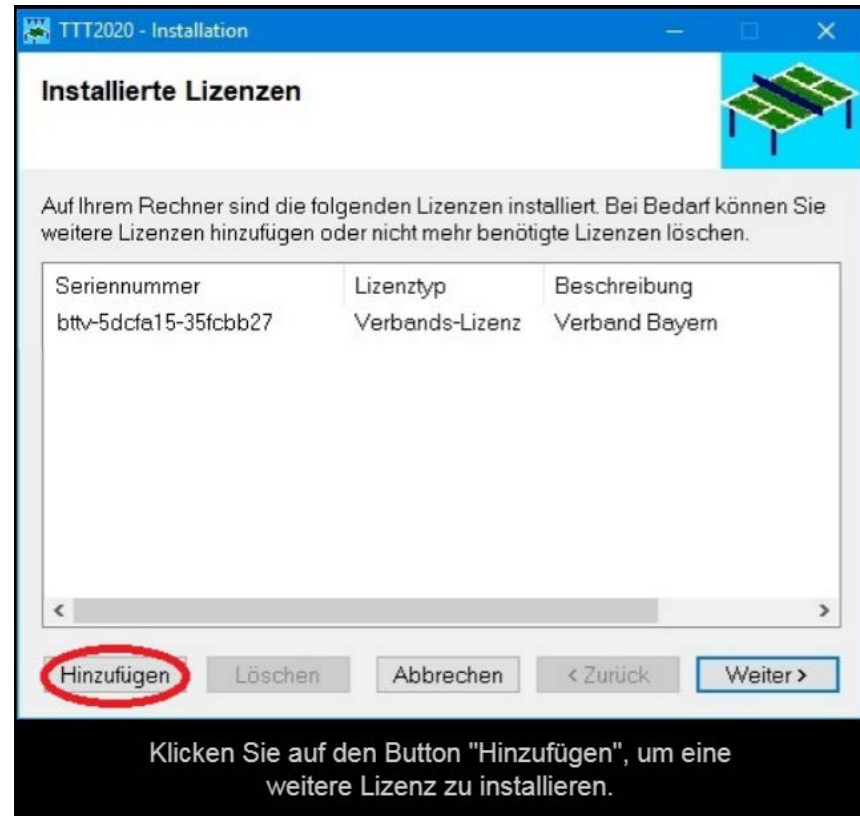 TTT2020 - Installation
Installierte Lizenzen
Auf Ihrem Rechner sind die folgenden Lizenzen installiert. Bei Bedarf können Sie
weitere Lizenzen hinzufügen oder nicht mehr benötigte Lizenzen löschen.
Seriennummer Lizenztyp Beschreibung
bttv-5dcfa15-35fcbb27 Verbands-Lizenz Verband Bayern
Hinzufügen Löschen Abbrechen < Zurück Weiter >
Klicken Sie auf den Button "Hinzufügen", um eine
weitere Lizenz zu installieren.